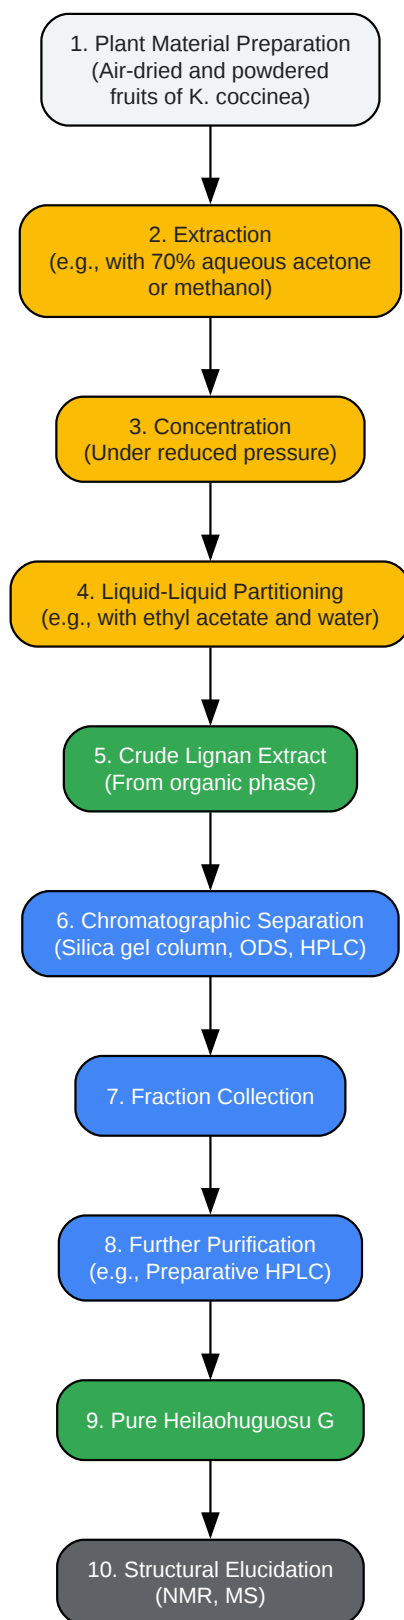 1. Plant Material Preparation
(Air-dried and powdered
fruits of K. coccinea)
2. Extraction
(e.g., with 70% aqueous acetone
or methanol)
3. Concentration
(Under reduced pressure)
4. Liquid-Liquid Partitioning
(e.g., with ethyl acetate and water)
5. Crude Lignan Extract
(From organic phase)
6. Chromatographic Separation
(Silica gel column, ODS, HPLC)
7. Fraction Collection
8. Further Purification
(e.g., Preparative HPLC)
9. Pure Heilaohuguosu G
10. Structural Elucidation
(NMR, MS)